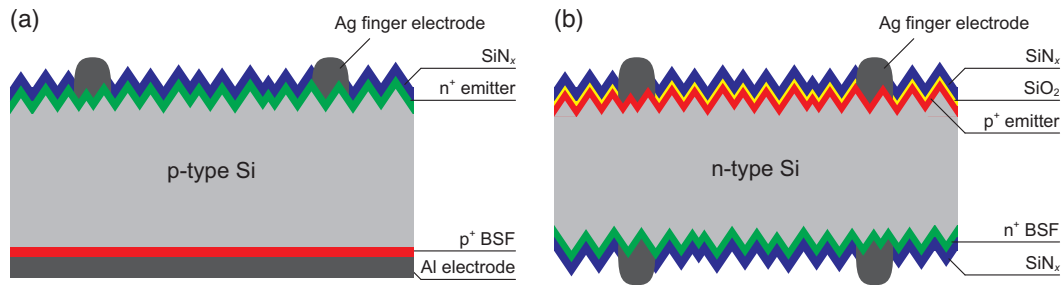 (a)
Ag finger electrode
SiNₓ
n⁺ emitter
p-type Si
p⁺ BSF
Al electrode
(b)
Ag finger electrode
SiNₓ
SiO₂
p⁺ emitter
n-type Si
n⁺ BSF
SiNₓ